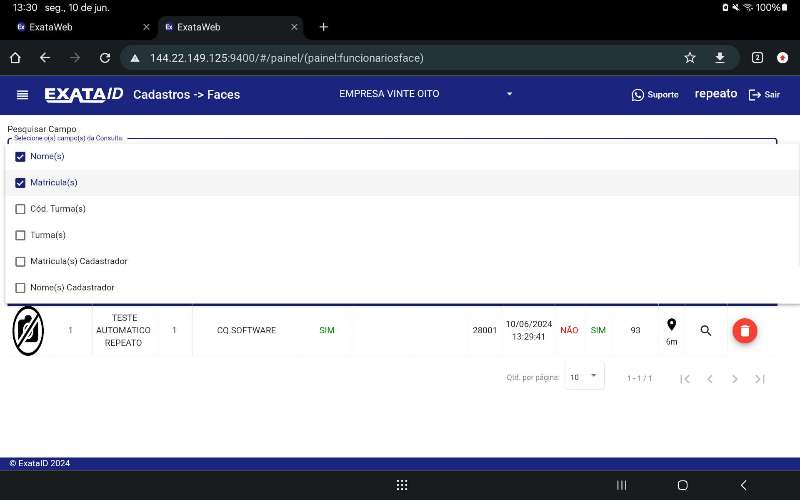 13:30 seg., 10 de jun.
100%
ExataWeb
ExataWeb
144.22.149.125:9400/#/painel/(painel:funcionariosface)
2
EXATAID Cadastros -> Faces
EMPRESA VINTE OITO
Suporte
repeato
Sair
Pesquisar Campo
Selecione o(s) campo(s) da Consulta
Nome(s)
Matricula(s)
Cód. Turma(s)
Turma(s)
Matricula(s) Cadastrador
Nome(s) Cadastrador
1
TESTE
AUTOMATICO
REPEATO
1
CQ.SOFTWARE
SIM
28001
10/06/2024
13:29:41
NÃO
SIM
93
6m
Qtd. por página:
10
1 - 1 / 1
© ExataID 2024